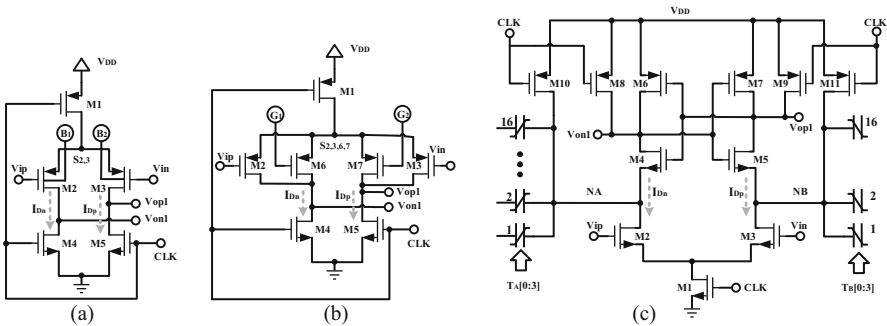 VDD
M1
B1
B2
S2,3
Vip
Vin
M2
M3
IDn
IDp
Vop1
Von1
M4
M5
CLK
(a)
VDD
M1
G1
G2
S2,3,6,7
Vip
Vin
M2
M6
M7
M3
IDn
IDp
Vop1
Von1
M4
M5
CLK
(b)
CLK
VDD
CLK
M10
M8
M6
M7
M9
M11
16
16
Von1
Vop1
M4
M5
NA
NB
IDn
IDp
2
2
1
1
Vip
Vin
M2
M3
M1
CLK
TA[0:3]
TB[0:3]
(c)